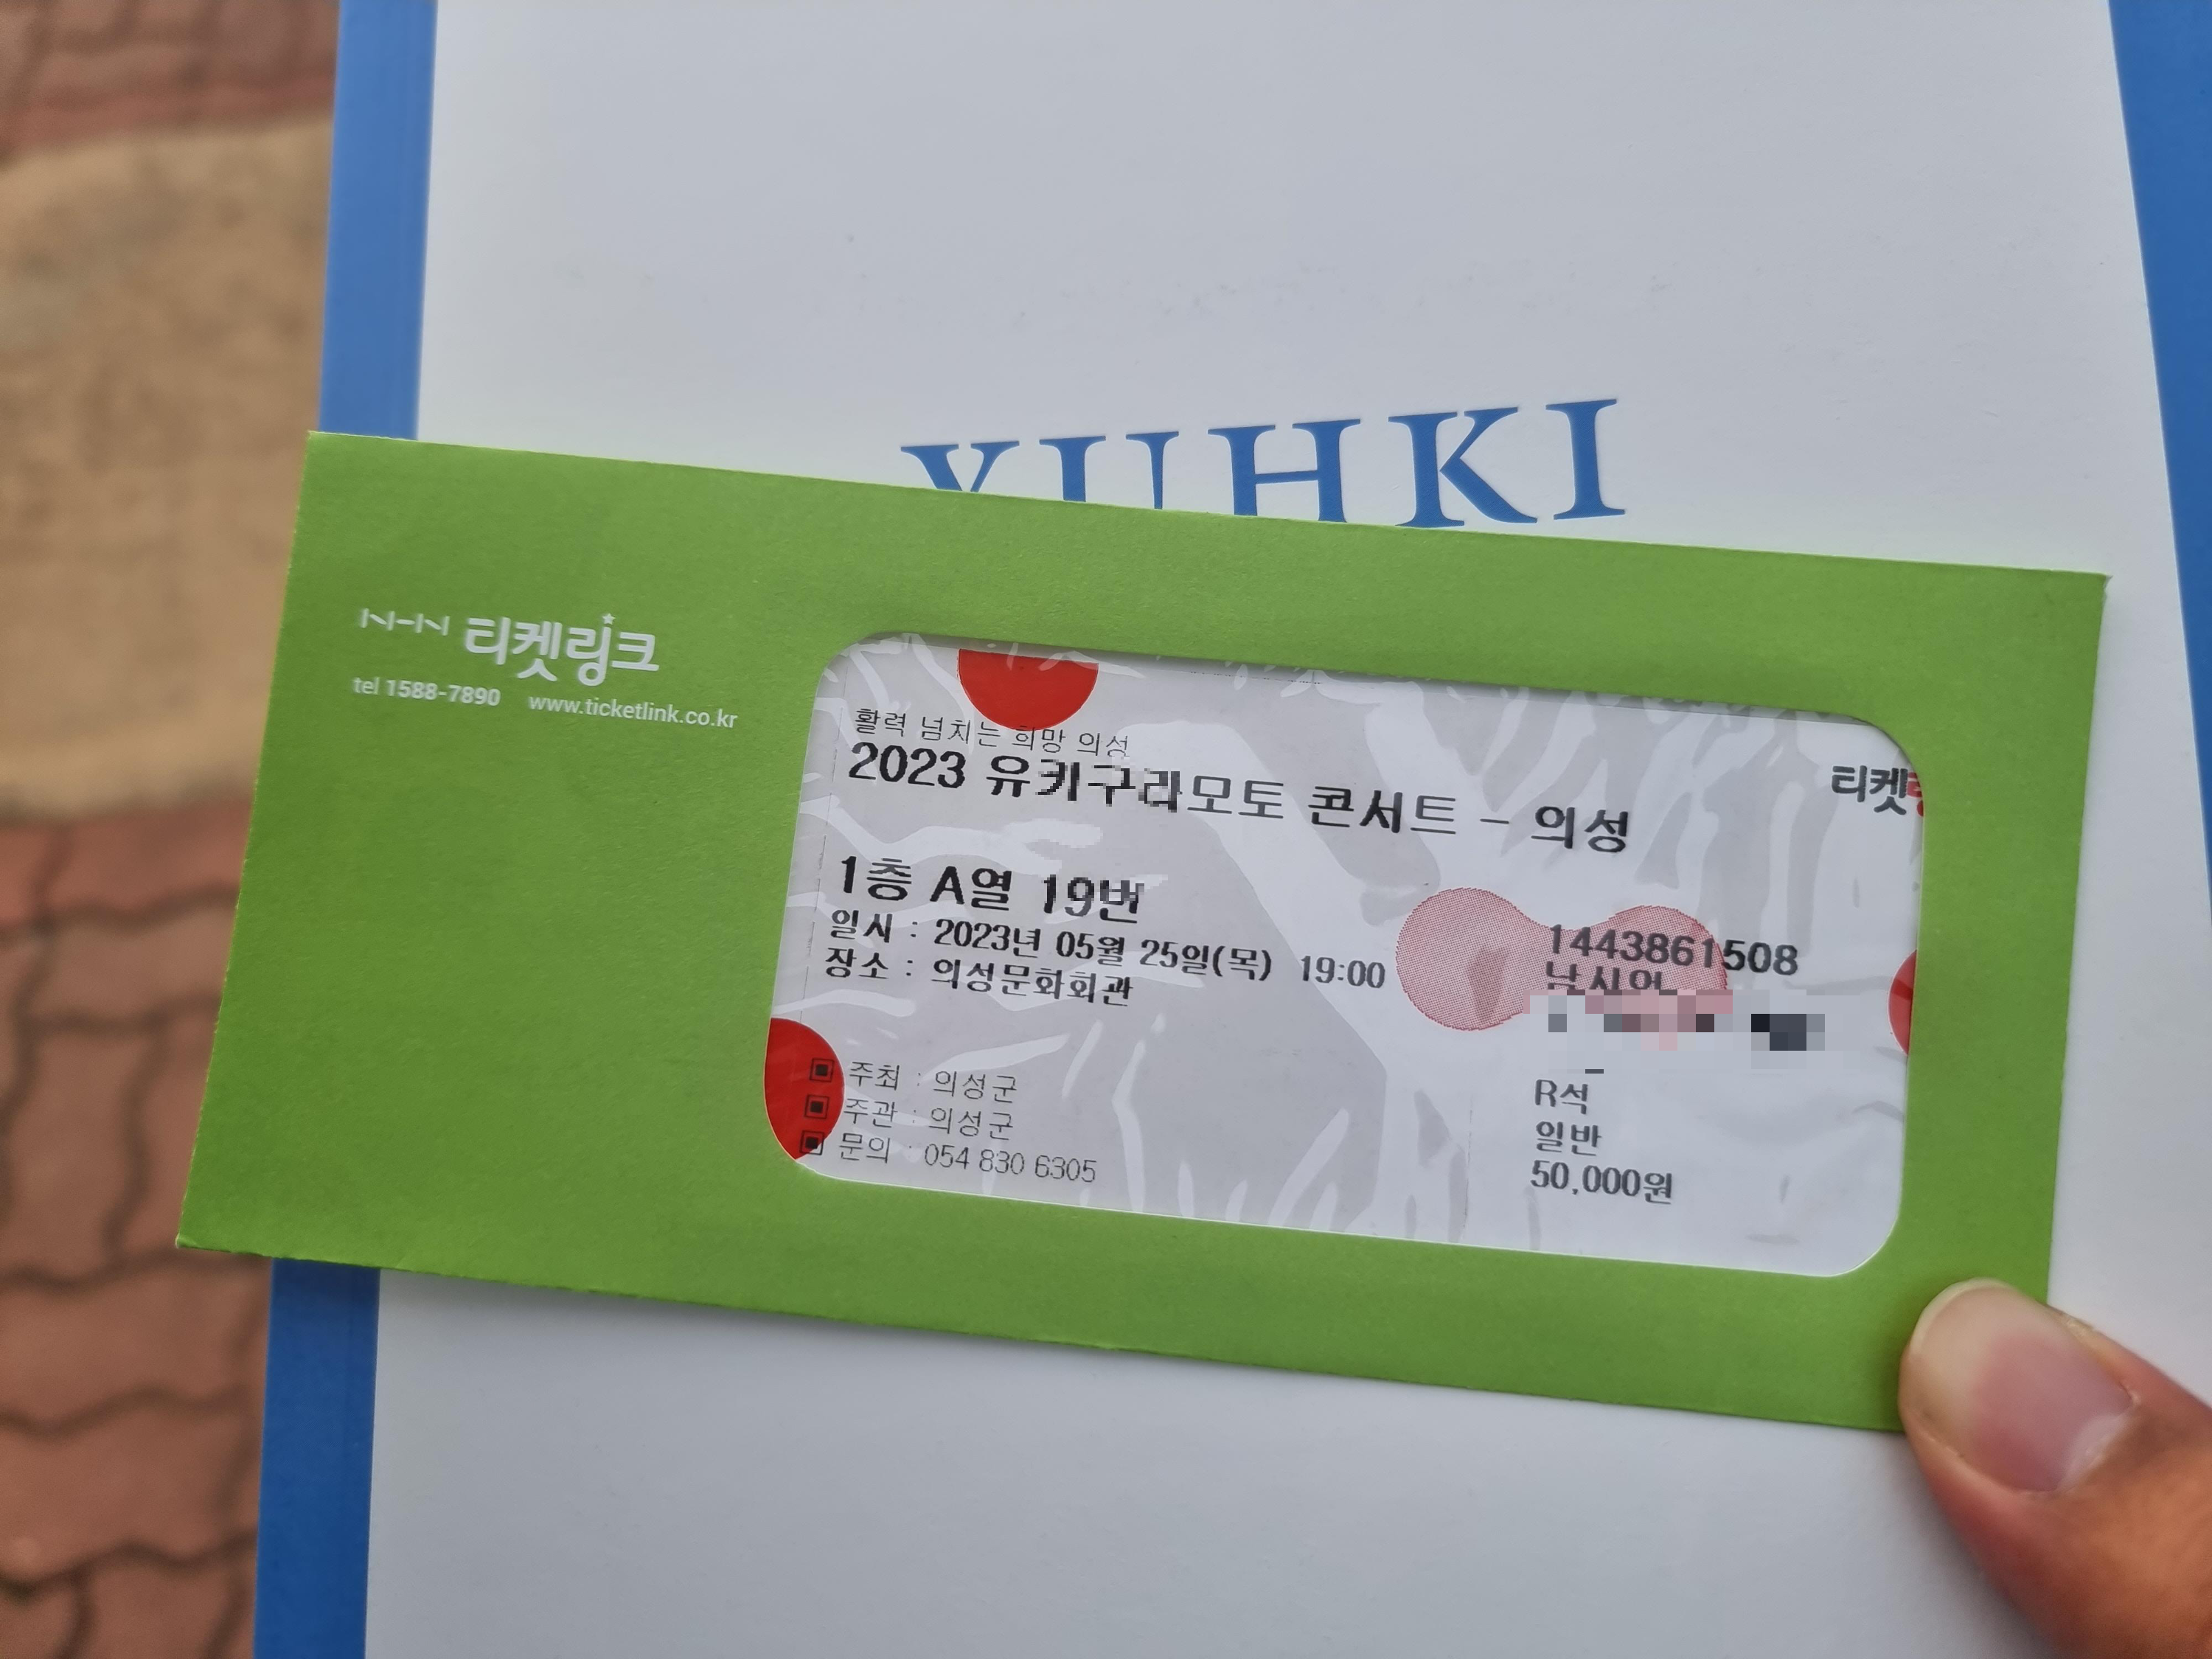 YUHKI
NHN 티켓링크
tel 1588-7890 www.ticketlink.co.kr
활력 넘치는 희망 의성
2023 유키구라모토 콘서트 - 의성
티켓
1층 A열 19번
일시 : 2023년 05월 25일(목) 19:00
장소 : 의성문화회관
1443861508
주최 : 의성군
주관 : 의성군
문의 : 054 830 6305
R석
일반
50,000원